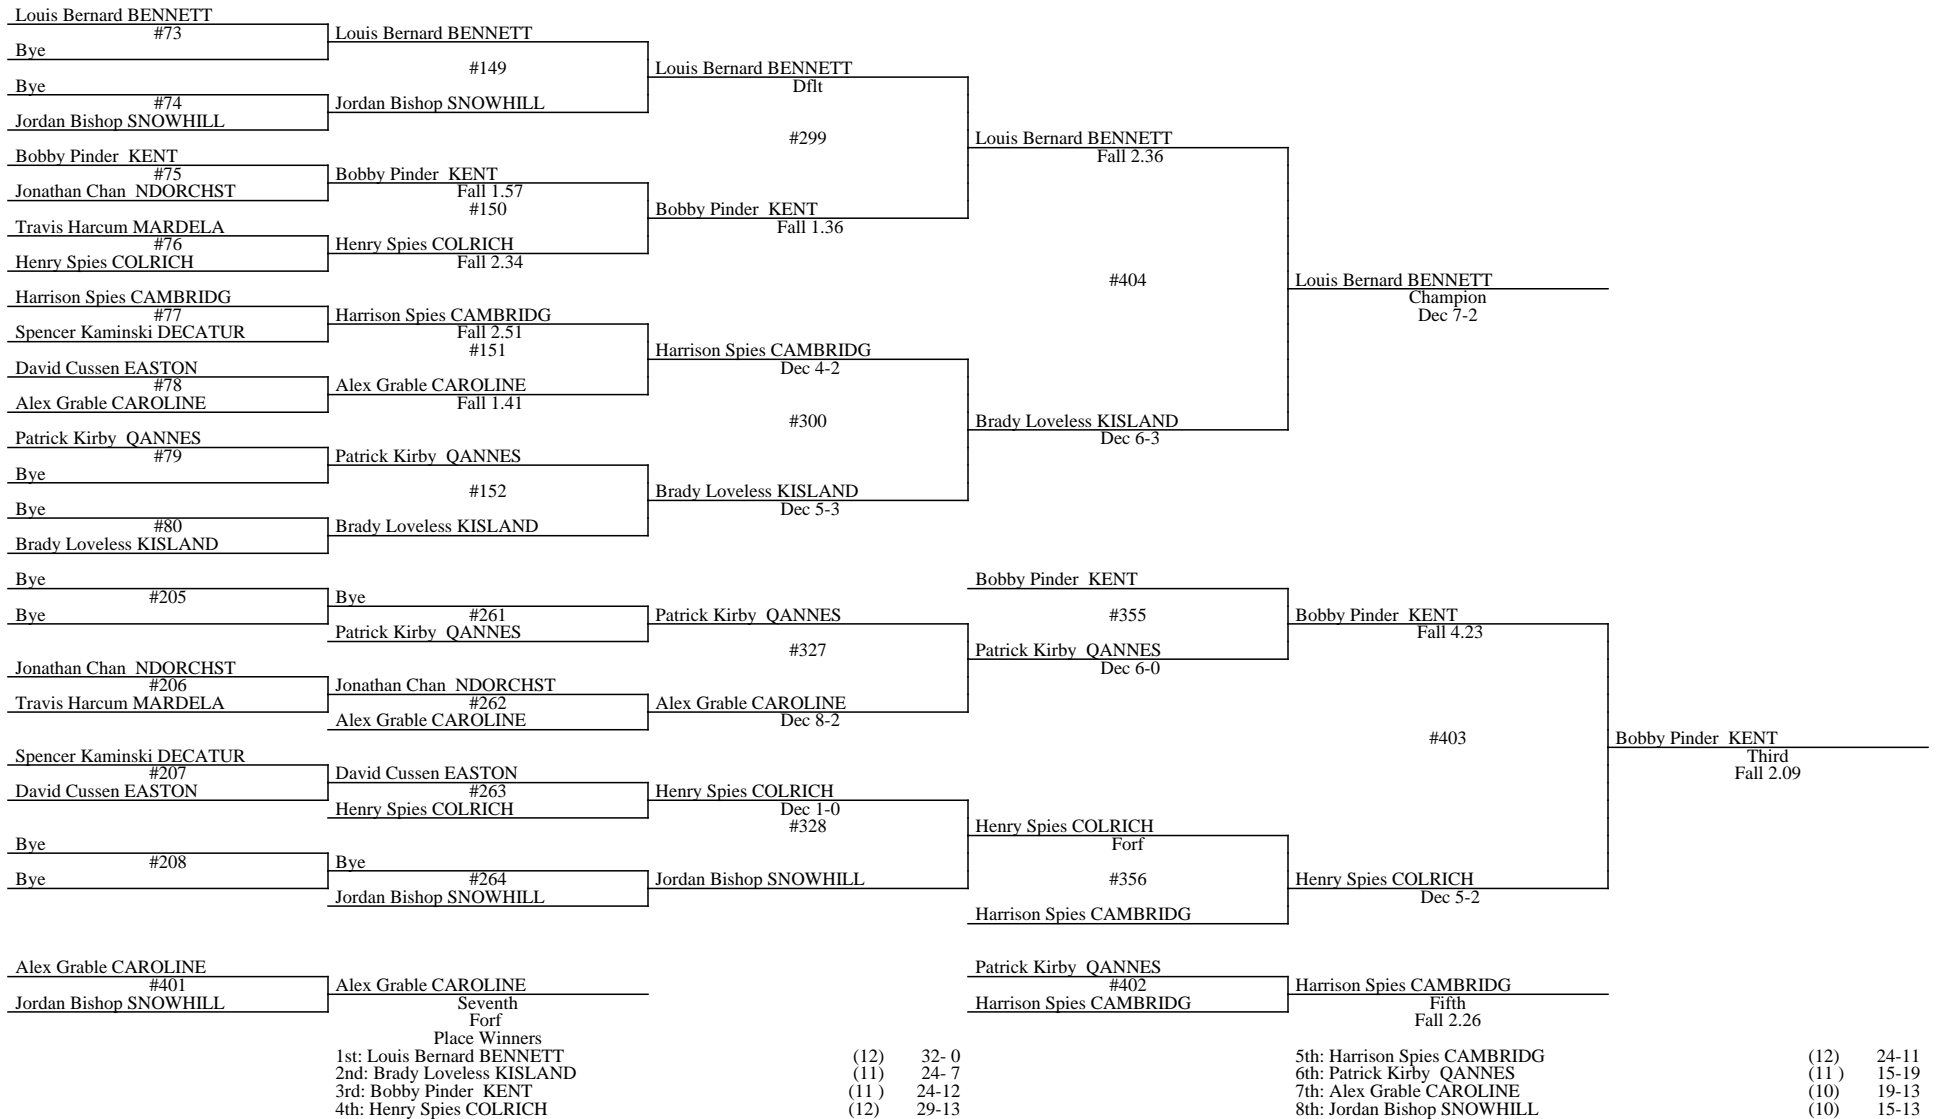 Louis Bernard BENNETT
#73
Bye
Bye
#74
Jordan Bishop SNOWHILL
Bobby Pinder  KENT
#75
Jonathan Chan  NDORCHST
Travis Harcum MARDELA
#76
Henry Spies COLRICH
Harrison Spies CAMBRIDG
#77
Spencer Kaminski DECATUR
David Cussen EASTON
#78
Alex Grable CAROLINE
Patrick Kirby  QANNES
#79
Bye
Bye
#80
Brady Loveless KISLAND
Louis Bernard BENNETT
#149
Jordan Bishop SNOWHILL
Bobby Pinder  KENT
Fall 1.57
#150
Henry Spies COLRICH
Fall 2.34
Harrison Spies CAMBRIDG
Fall 2.51
#151
Alex Grable CAROLINE
Fall 1.41
Patrick Kirby  QANNES
#152
Brady Loveless KISLAND
Louis Bernard BENNETT
Dflt
#299
Bobby Pinder  KENT
Fall 1.36
Harrison Spies CAMBRIDG
Dec 4-2
#300
Brady Loveless KISLAND
Dec 5-3
Louis Bernard BENNETT
Fall 2.36
#404
Brady Loveless KISLAND
Dec 6-3
Louis Bernard BENNETT
Champion
Dec 7-2
Bye
#205
Bye
Jonathan Chan  NDORCHST
#206
Travis Harcum MARDELA
Spencer Kaminski DECATUR
#207
David Cussen EASTON
Bye
#208
Bye
Bye
#261
Patrick Kirby  QANNES
Jonathan Chan  NDORCHST
#262
Alex Grable CAROLINE
David Cussen EASTON
#263
Henry Spies COLRICH
Bye
#264
Jordan Bishop SNOWHILL
Patrick Kirby  QANNES
#327
Alex Grable CAROLINE
Dec 8-2
Henry Spies COLRICH
Dec 1-0
#328
Jordan Bishop SNOWHILL
Bobby Pinder  KENT
#355
Patrick Kirby  QANNES
Dec 6-0
Henry Spies COLRICH
Forf
#356
Harrison Spies CAMBRIDG
Bobby Pinder  KENT
Fall 4.23
#403
Henry Spies COLRICH
Dec 5-2
Bobby Pinder  KENT
Third
Fall 2.09
Alex Grable CAROLINE
#401
Jordan Bishop SNOWHILL
Alex Grable CAROLINE
Seventh
Forf
Patrick Kirby  QANNES
#402
Harrison Spies CAMBRIDG
Harrison Spies CAMBRIDG
Fifth
Fall 2.26
Place Winners
1st: Louis Bernard BENNETT (12) 32- 0
2nd: Brady Loveless KISLAND (11) 24- 7
3rd: Bobby Pinder  KENT (11 ) 24-12
4th: Henry Spies COLRICH (12) 29-13
5th: Harrison Spies CAMBRIDG (12) 24-11
6th: Patrick Kirby  QANNES (11 ) 15-19
7th: Alex Grable CAROLINE (10) 19-13
8th: Jordan Bishop SNOWHILL (10) 15-13